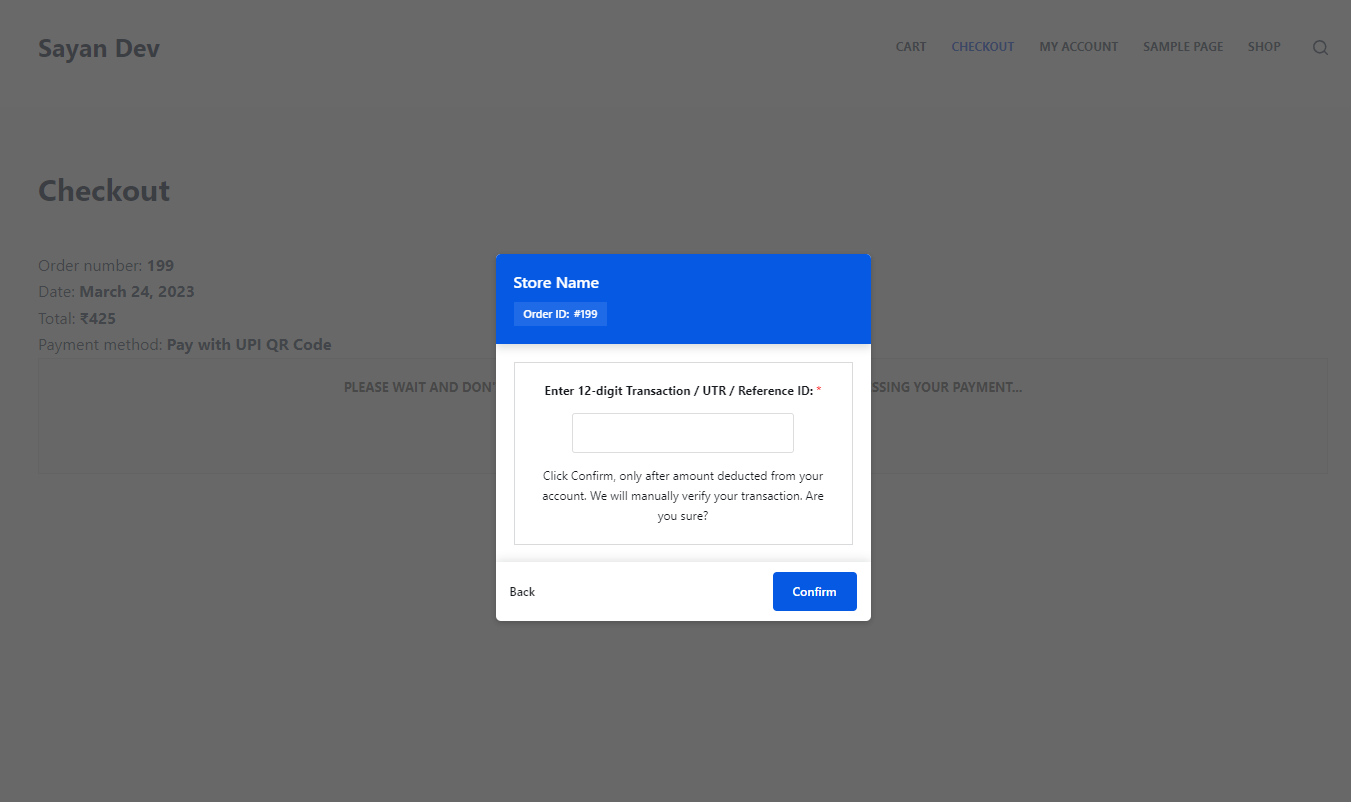 Sayan Dev
CART CHECKOUT MY ACCOUNT SAMPLE PAGE SHOP
Checkout
Order number: 199
Date: March 24, 2023
Total: ₹425
Payment method: Pay with UPI QR Code
PLEASE WAIT AND DON'T
YOUR PAYMENT...
Store Name
Order ID: #199
Enter 12-digit Transaction / UTR / Reference ID: *
Click Confirm, only after amount deducted from your
account. We will manually verify your transaction. Are
you sure?
Back
Confirm